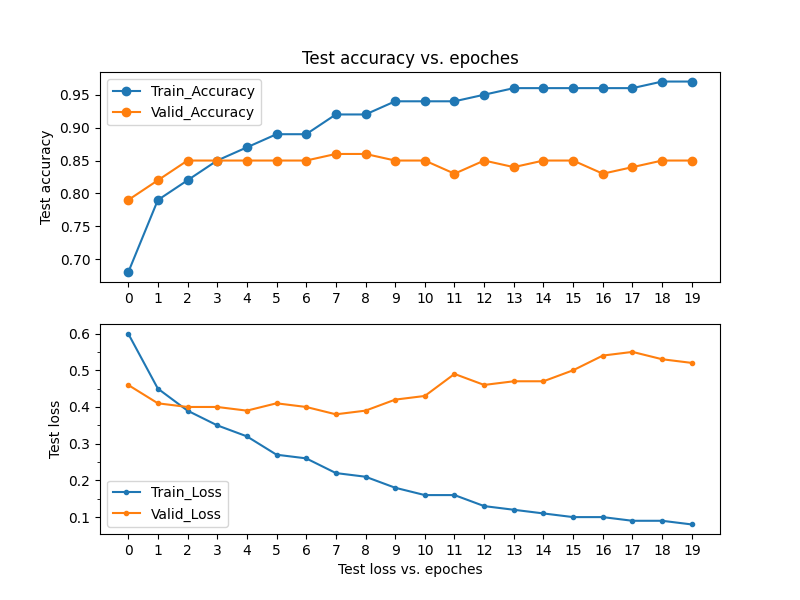 Test accuracy vs. epoches
Train_Accuracy
Valid_Accuracy
Test accuracy
0.95
0.90
0.85
0.80
0.75
0.70
0 1 2 3 4 5 6 7 8 9 10 11 12 13 14 15 16 17 18 19
Test loss
0.6
0.5
0.4
0.3
0.2
0.1
Train_Loss
Valid_Loss
0 1 2 3 4 5 6 7 8 9 10 11 12 13 14 15 16 17 18 19
Test loss vs. epoches